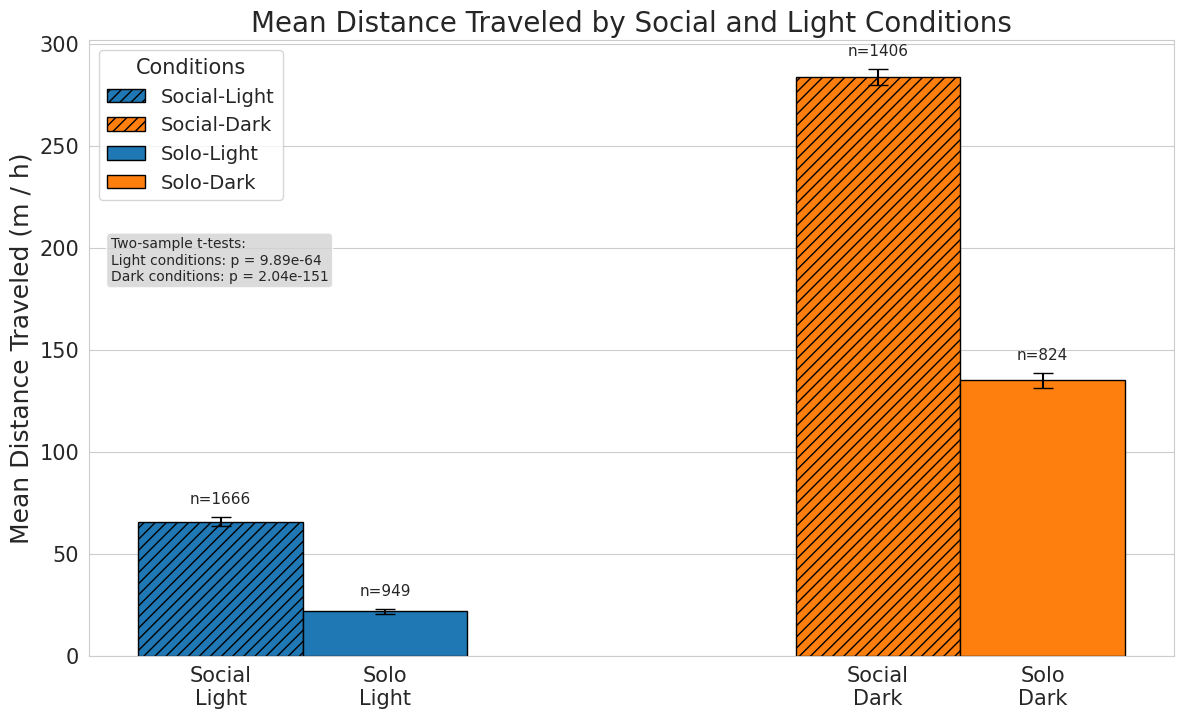 Mean Distance Traveled by Social and Light Conditions
Mean Distance Traveled (m / h)
300
250
200
150
100
50
0
Conditions
Social-Light
Social-Dark
Solo-Light
Solo-Dark
Two-sample t-tests:
Light conditions: p = 9.89e-64
Dark conditions: p = 2.04e-151
n=1666
n=949
n=1406
n=824
Social
Light
Solo
Light
Social
Dark
Solo
Dark